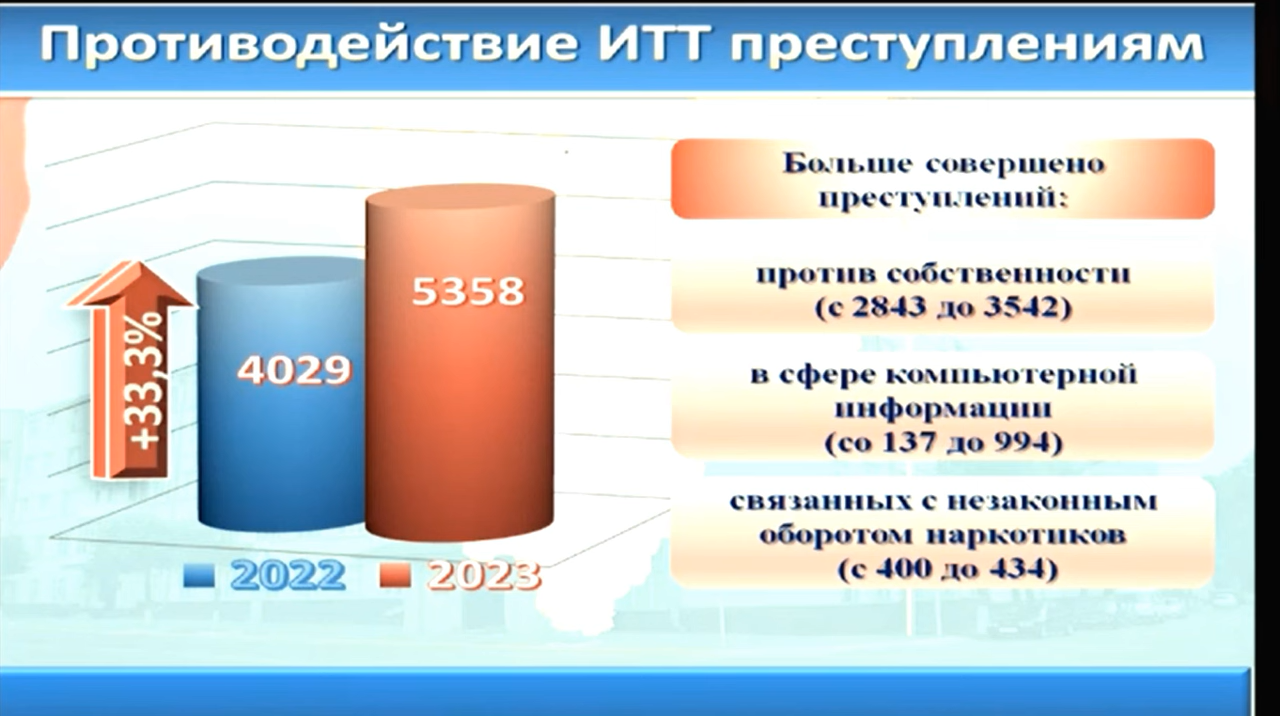 Противодействие ИТТ преступлениям
+33,3%
4029
5358
2022
2023
Больше совершено
преступлений:
против собственности
(с 2843 до 3542)
в сфере компьютерной
информации
(со 137 до 994)
связанных с незаконным
оборотом наркотиков
(с 400 до 434)